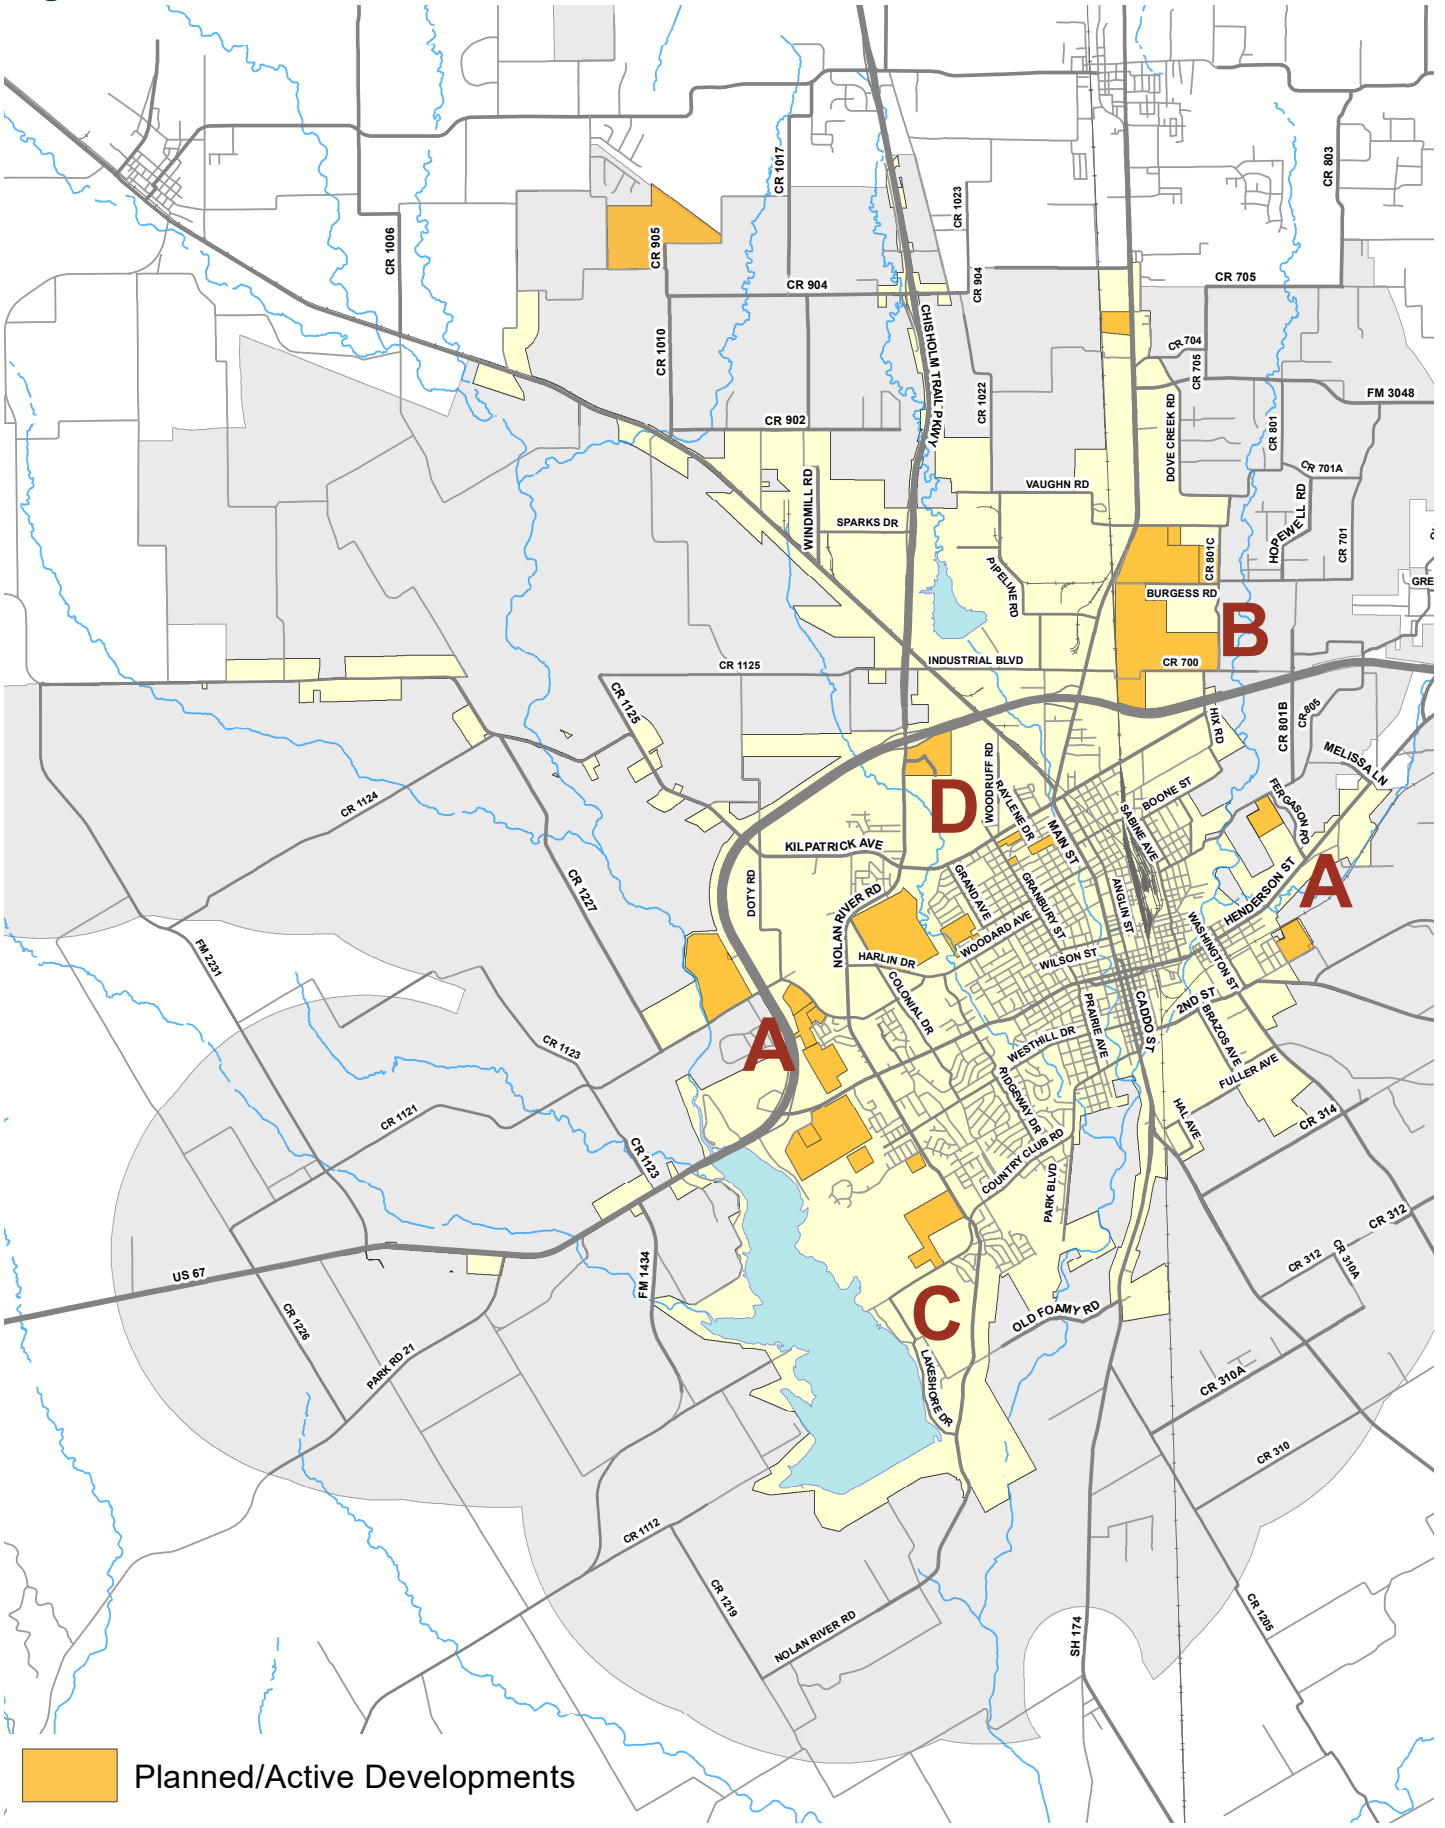 CR 1017
CR 803
CR 1023
CR 1006
CR 905
CR 904
CR 904
CR 705
CHISHOLM TRAIL PKWY
CR 1010
CR 704
CR 705
FM 3048
CR 1022
DOVE CREEK RD
CR 902
CR 801
CR 701A
VAUGHN RD
WINDMILL RD
HOPEWELL RD
SPARKS DR
CR 701
CR 801C
PIPELINE RD
GRE
BURGESS RD
B
INDUSTRIAL BLVD
CR 700
CR 1125
CR 1125
HIX RD
CR 801B
CR 805
MELISSA LN
WOODRUFF RD
D
RAYLENE DR
BOONE ST
CR 1124
FERGASON RD
SABINE AVE
MAIN ST
KILPATRICK AVE
A
DOTY RD
CR 1227
GRAND AVE
GRANBURY ST
ANGLIN ST
HENDERSON ST
NOLAN RIVER RD
WOODARD AVE
WASHINGTON ST
FM 2231
HARLIN DR
WILSON ST
COLONIAL DR
2ND ST
PRAIRIE AVE
CADDO ST
BRAZOS AVE
A
WESTHILL DR
CR 1123
FULLER AVE
RIDGEWAY DR
CR 1121
HAL AVE
CR 314
CR 1123
COUNTRY CLUB RD
PARK BLVD
CR 312
CR 312
CR 310A
US 67
FM 1434
C
OLD FOAMY RD
CR 1226
PARK RD 21
LAKESHORE DR
CR 310A
CR 310
CR 1112
CR 1219
CR 1205
NOLAN RIVER RD
SH 174
Planned/Active Developments